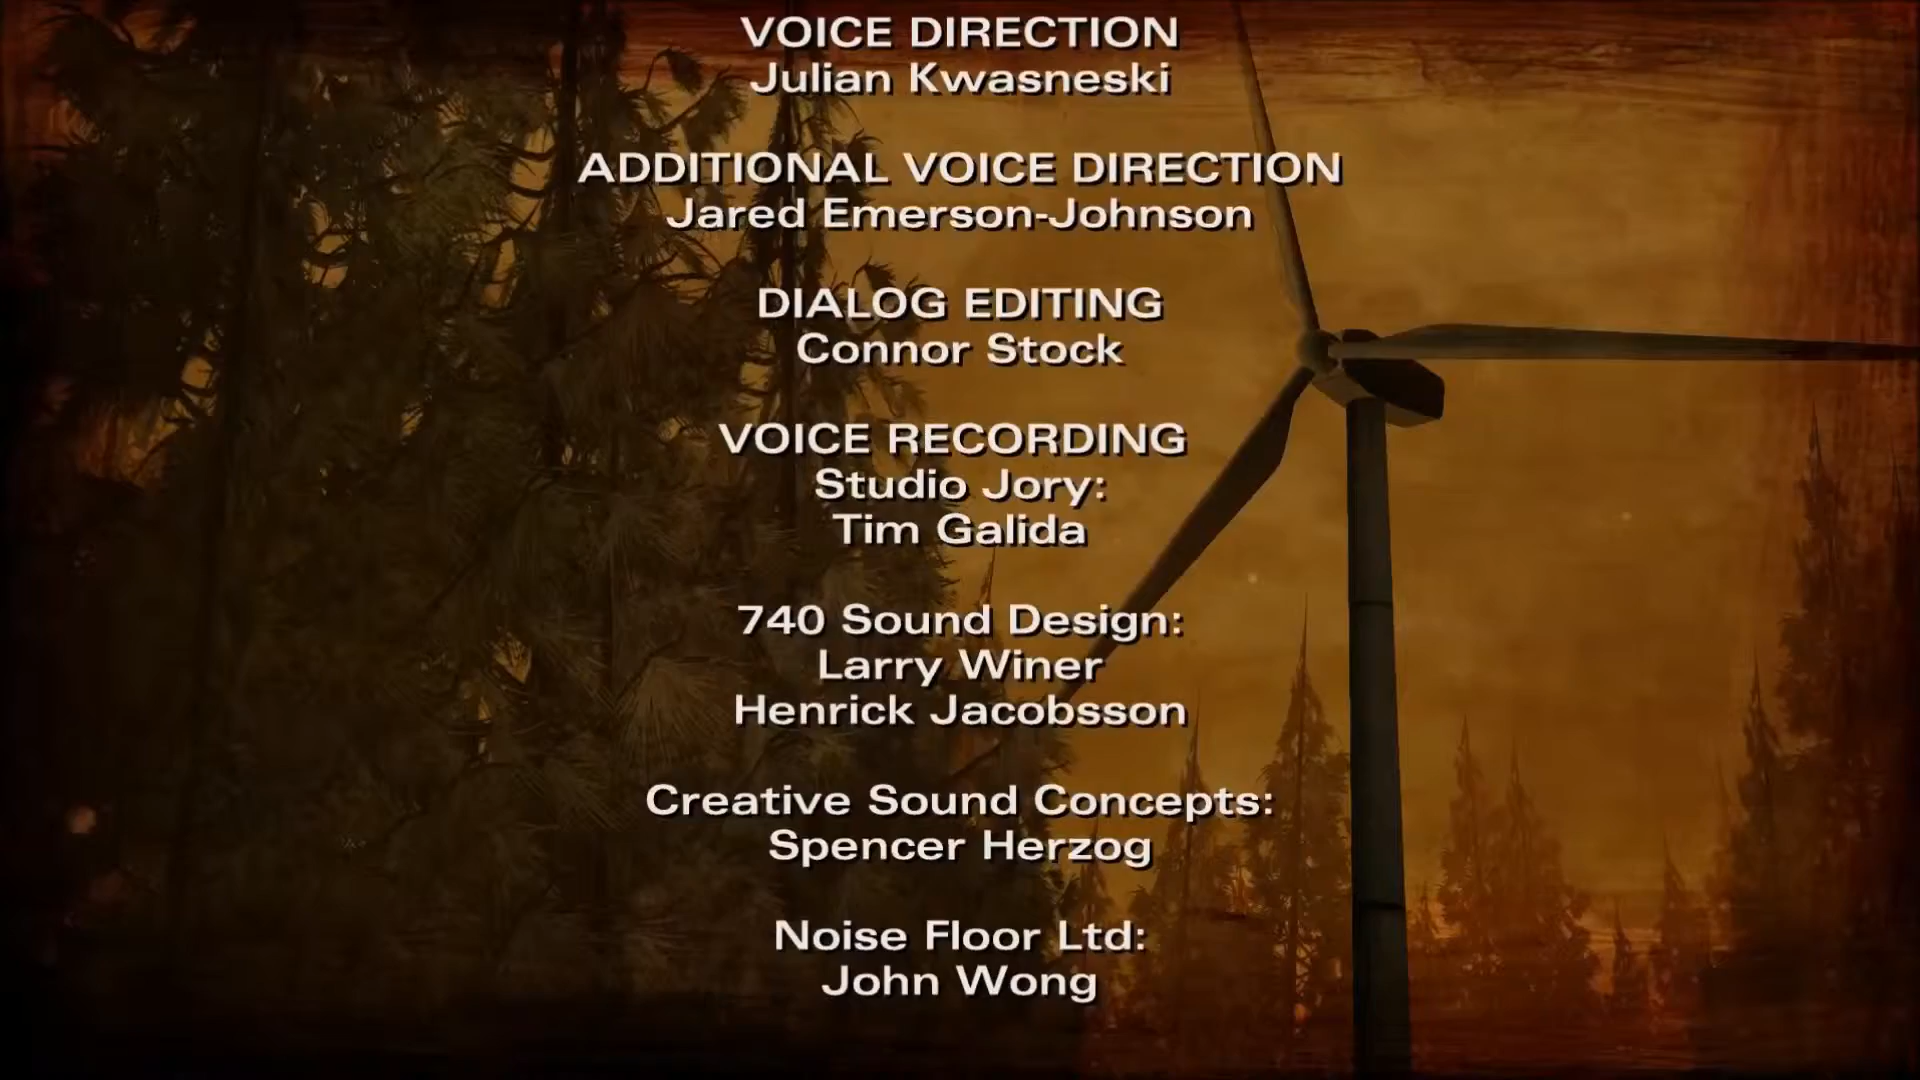 VOICE DIRECTION
Julian Kwasneski
ADDITIONAL VOICE DIRECTION
Jared Emerson-Johnson
DIALOG EDITING
Connor Stock
VOICE RECORDING
Studio Jory:
Tim Galida
740 Sound Design:
Larry Winer
Henrick Jacobsson
Creative Sound Concepts:
Spencer Herzog
Noise Floor Ltd:
John Wong